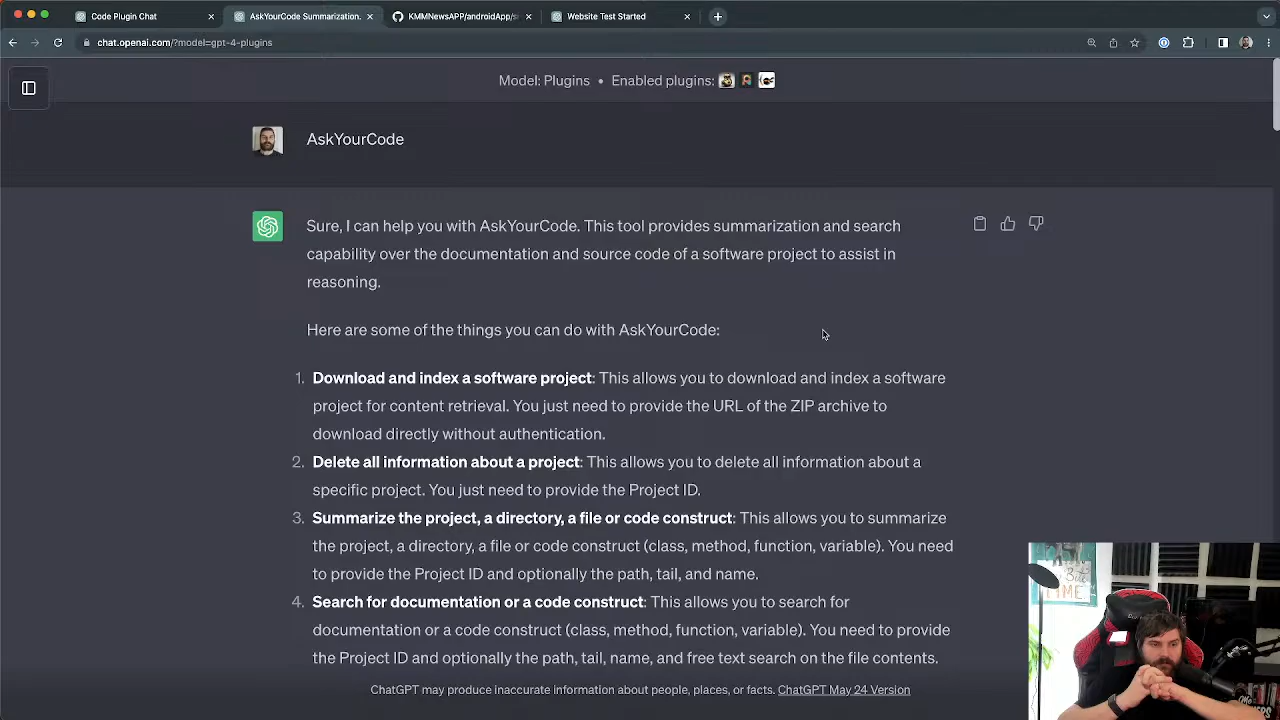 Code Plugin Chat
AskYourCode Summarization.
KMMNewsAPP/androidApp/s
Website Test Started
chat.openai.com/?model=gpt-4-plugins
Model: Plugins • Enabled plugins:
AskYourCode
Sure, I can help you with AskYourCode. This tool provides summarization and search
capability over the documentation and source code of a software project to assist in
reasoning.
Here are some of the things you can do with AskYourCode:
1. Download and index a software project: This allows you to download and index a software
project for content retrieval. You just need to provide the URL of the ZIP archive to
download directly without authentication.
2. Delete all information about a project: This allows you to delete all information about a
specific project. You just need to provide the Project ID.
3. Summarize the project, a directory, a file or code construct: This allows you to summarize
the project, a directory, a file or code construct (class, method, function, variable). You need
to provide the Project ID and optionally the path, tail, and name.
4. Search for documentation or a code construct: This allows you to search for
documentation or a code construct (class, method, function, variable). You need to provide
the Project ID and optionally the path, tail, name, and free text search on the file contents.
ChatGPT may produce inaccurate information about people, places, or facts. ChatGPT May 24 Version